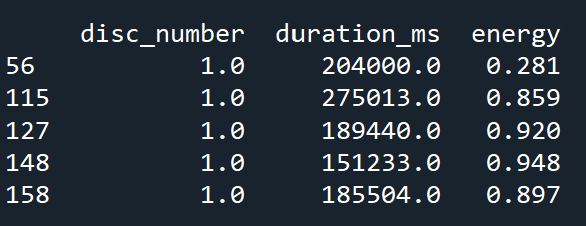 disc_number duration_ms energy
56 1.0 204000.0 0.281
115 1.0 275013.0 0.859
127 1.0 189440.0 0.920
148 1.0 151233.0 0.948
158 1.0 185504.0 0.897